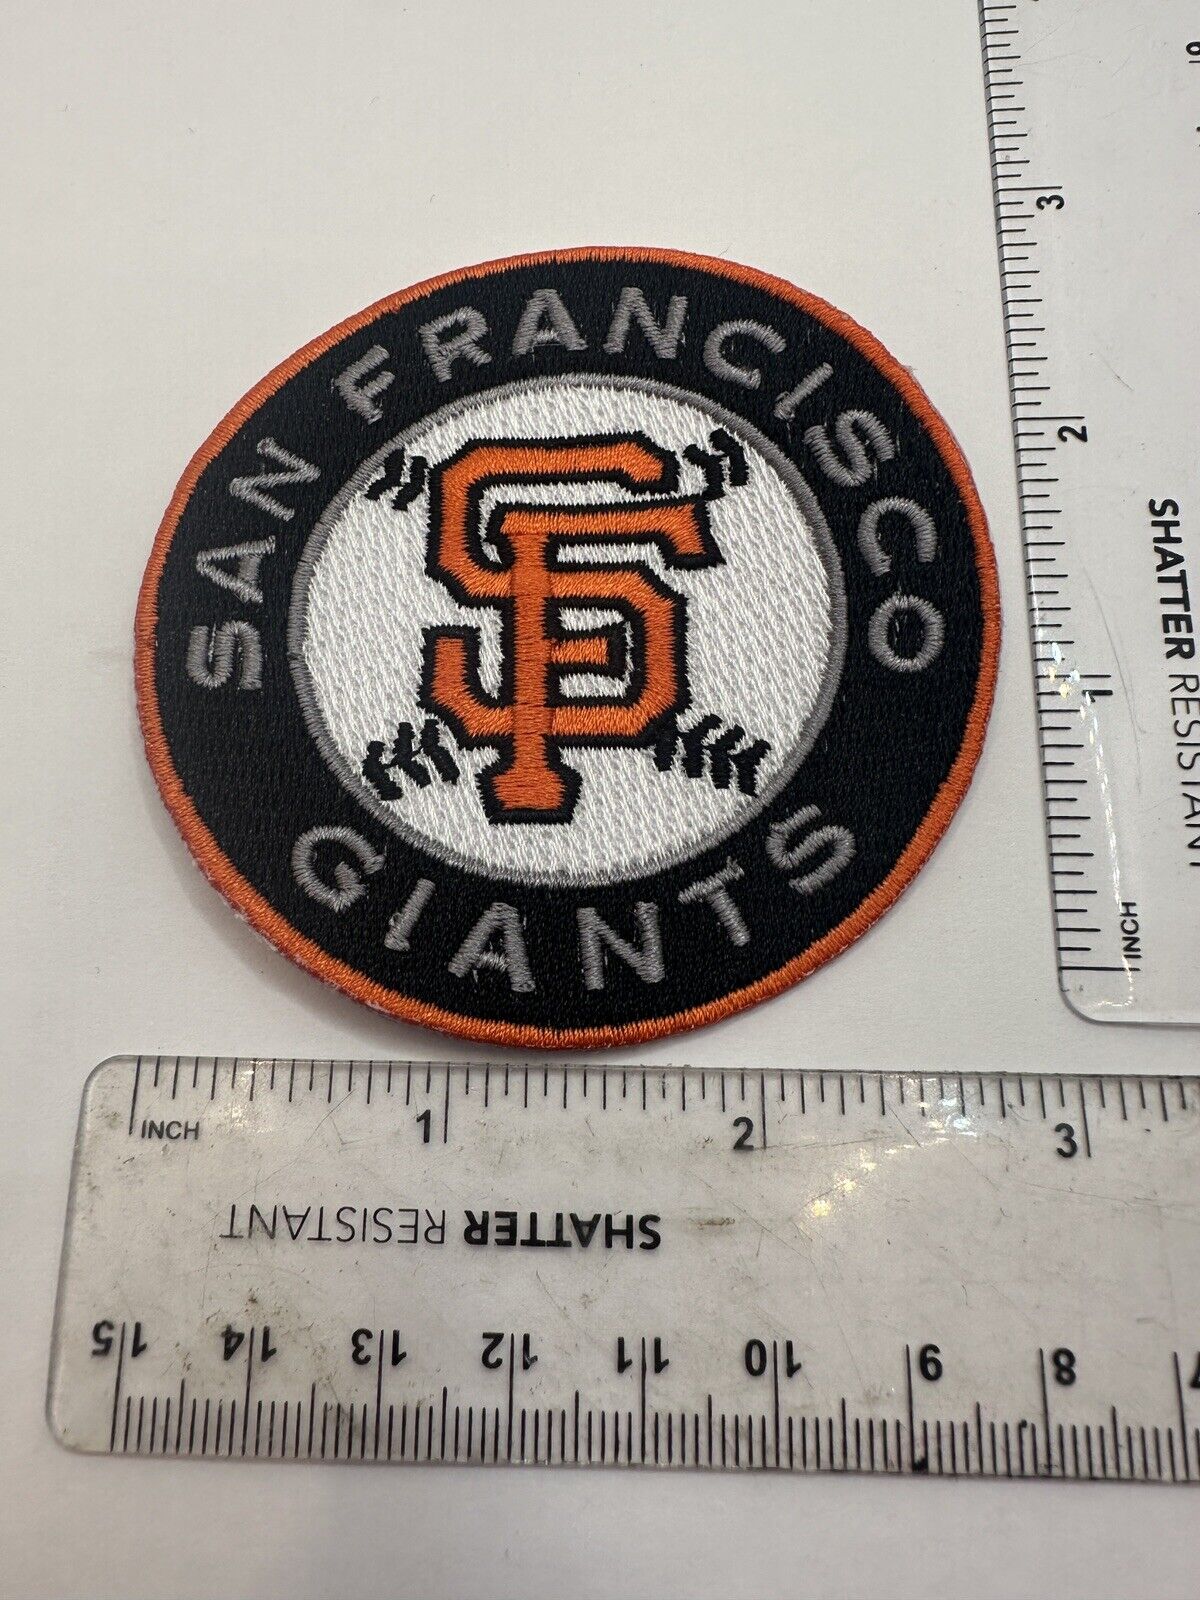 SAN FRANCISCO
SF
GIANTS
3
2
1
INCH
SHATTER RESISTANT
INCH 1 2 3
SHATTER RESISTANT
15 14 13 12 11 10 9 8 7